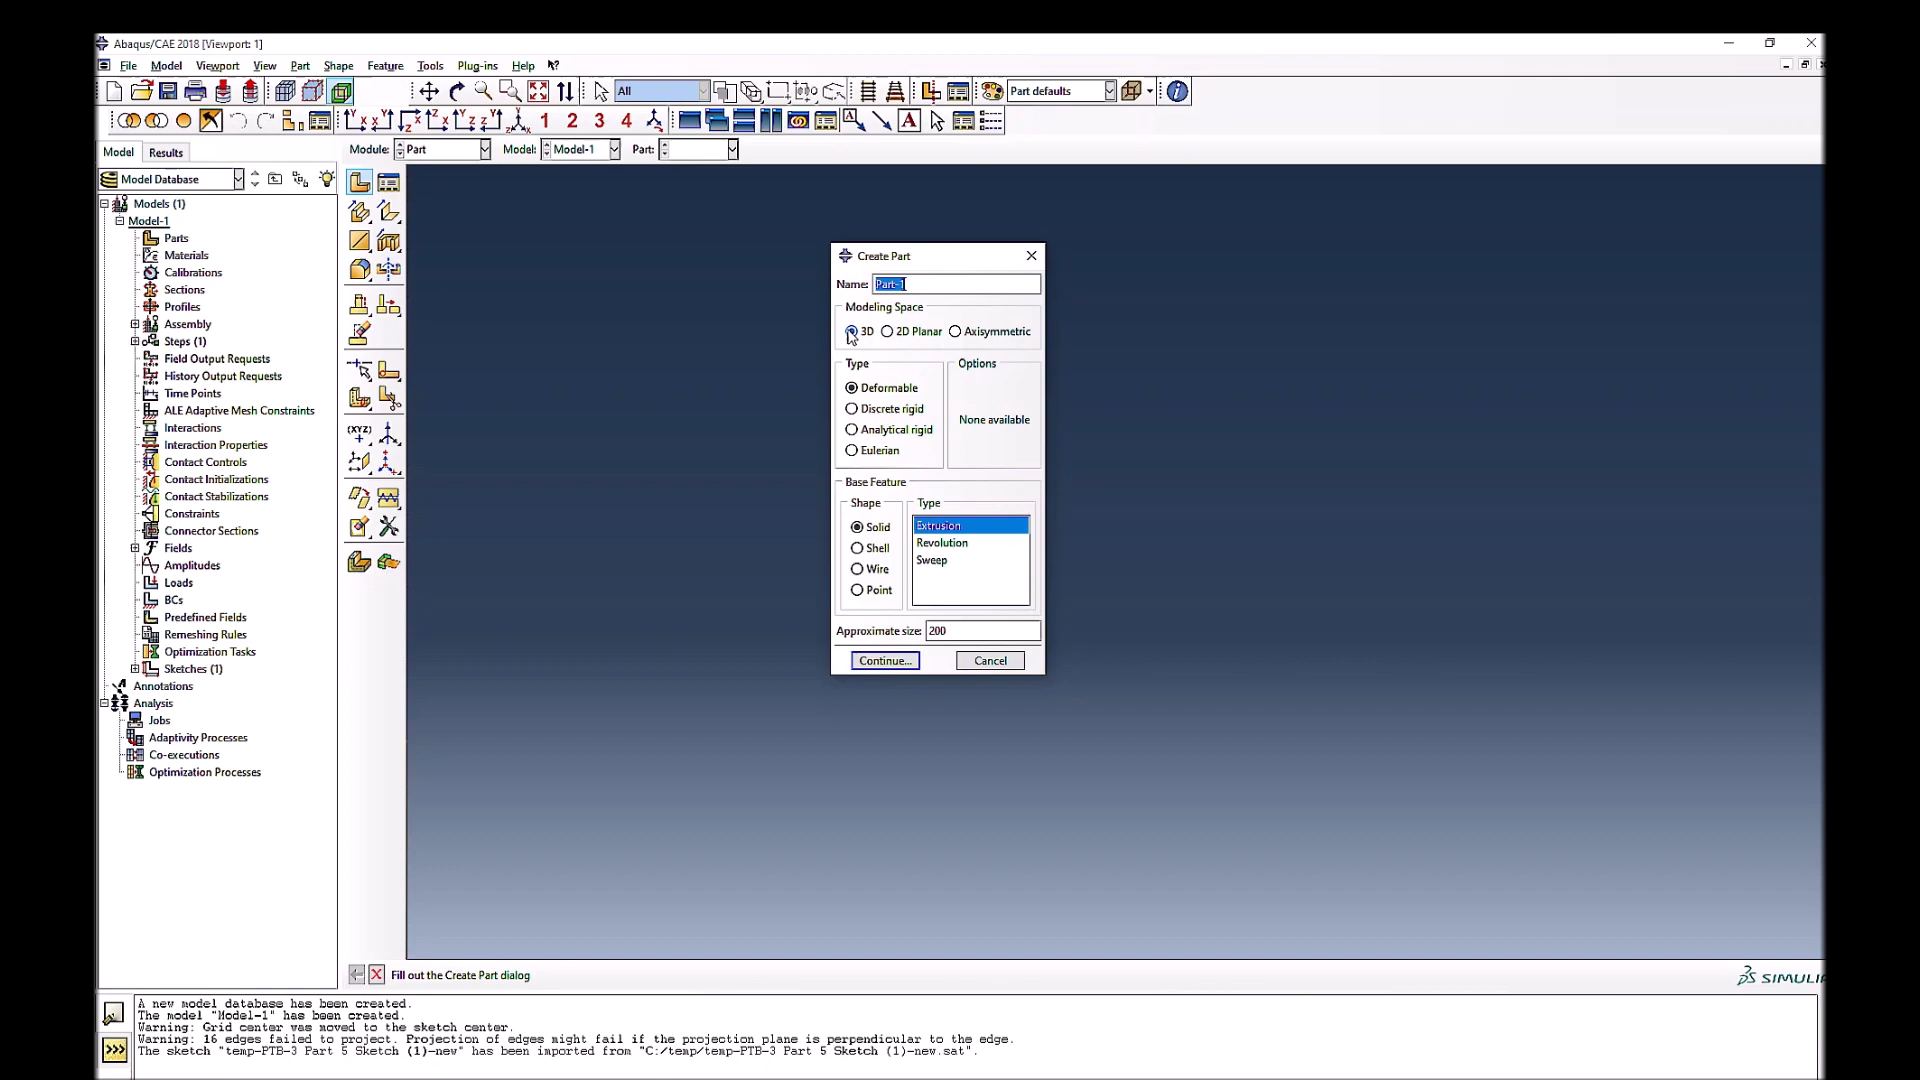 Abaqus/CAE 2018 [Viewport: 1]
File Model Viewport View Part Shape Feature Tools Plug-ins Help
All
Part defaults
1 2 3 4
A
Model Results
Module: Part Model: Model-1 Part:
Model Database
Models (1)
Model-1
Parts
Materials
Calibrations
Sections
Profiles
Assembly
Steps (1)
Field Output Requests
History Output Requests
Time Points
ALE Adaptive Mesh Constraints
Interactions
Interaction Properties
Contact Controls
Contact Initializations
Contact Stabilizations
Constraints
Connector Sections
Fields
Amplitudes
Loads
BCs
Predefined Fields
Remeshing Rules
Optimization Tasks
Sketches (1)
Annotations
Analysis
Jobs
Adaptivity Processes
Co-executions
Optimization Processes
(XYZ)
Create Part
Name: Part-1
Modeling Space
3D 2D Planar Axisymmetric
Type
Deformable
Discrete rigid
Analytical rigid
Eulerian
Options
None available
Base Feature
Shape
Solid
Shell
Wire
Point
Type
Extrusion
Revolution
Sweep
Approximate size: 200
Continue... Cancel
Fill out the Create Part dialog
SIMULIA
A new model database has been created.
The model "Model-1" has been created.
Warning: Grid center was moved to the sketch center.
Warning: 16 edges failed to project. Projection of edges might fail if the projection plane is perpendicular to the edge.
The sketch "temp-PTB-3 Part 5 Sketch (1)-new" has been imported from "C:/temp/temp-PTB-3 Part 5 Sketch (1)-new.sat".
>>>